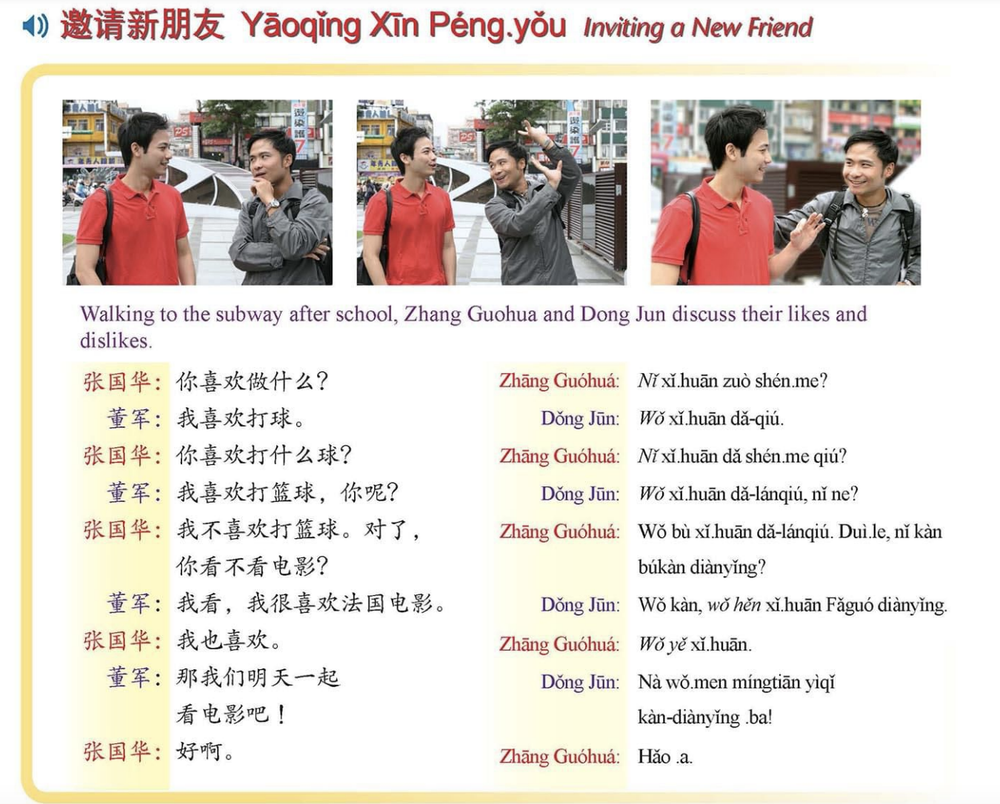 邀请新朋友 Yāoqǐng Xīn Péng.yǒu Inviting a New Friend
Walking to the subway after school, Zhang Guohua and Dong Jun discuss their likes and
dislikes.
张国华：你喜欢做什么？
董军：我喜欢打球。
张国华：你喜欢打什么球？
董军：我喜欢打篮球，你呢？
张国华：我不喜欢打篮球。对了，
你看不看电影？
董军：我看，我很喜欢法国电影。
张国华：我也喜欢。
董军：那我们明天一起
看电影吧！
张国华：好啊。
Zhāng Guóhuá: Nǐ xǐ.huān zuò shén.me?
Dǒng Jūn: Wǒ xǐ.huān dǎ-qiú.
Zhāng Guóhuá: Nǐ xǐ.huān dǎ shén.me qiú?
Dǒng Jūn: Wǒ xǐ.huān dǎ-lánqiú, nǐ ne?
Zhāng Guóhuá: Wǒ bù xǐ.huān dǎ-lánqiú. Duì.le, nǐ kàn
búkàn diànyǐng?
Dǒng Jūn: Wǒ kàn, wǒ hěn xǐ.huān Fǎguó diànyǐng.
Zhāng Guóhuá: Wǒ yě xǐ.huān.
Dǒng Jūn: Nà wǒ.men míngtiān yìqǐ
kàn-diànyǐng .ba!
Zhāng Guóhuá: Hǎo .a.